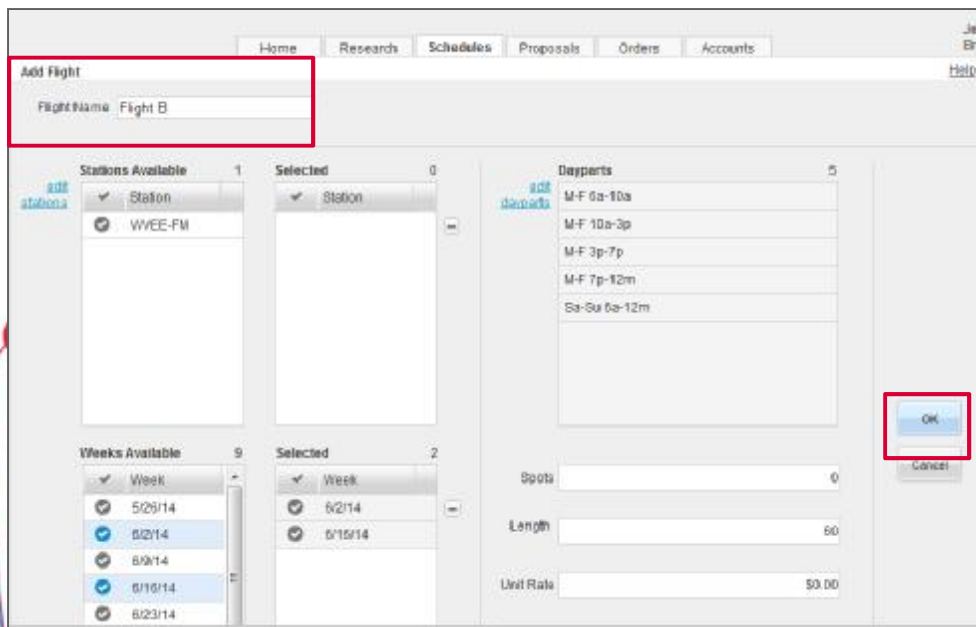 Home Research Schedules Proposals Orders Accounts
Add Flight
Help
Flight Name Flight B
Stations Available 1
edit stations
Station
WVEE-FM
Selected 0
Station
Dayparts 5
edit dayparts
M-F 6a-10a
M-F 10a-3p
M-F 3p-7p
M-F 7p-12m
Sa-Su 6a-12m
OK
Cancel
Weeks Available 9
Week
5/26/14
6/2/14
6/9/14
6/16/14
6/23/14
Selected 2
Week
6/2/14
6/16/14
Spots 0
Length 60
Unit Rate $0.00